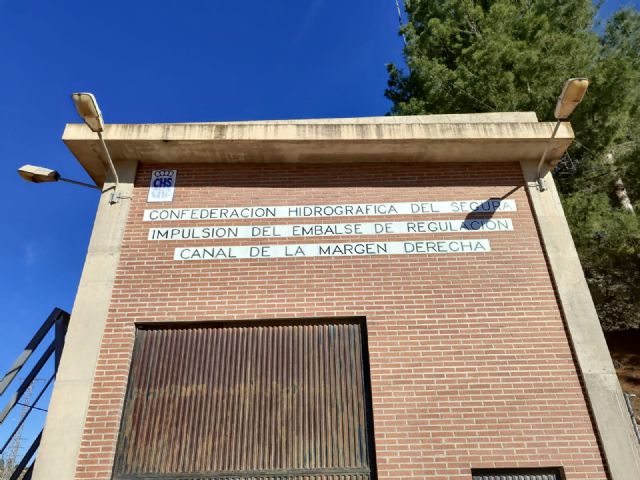 CHS
CONFEDERACION HIDROGRAFICA DEL SEGURA
IMPULSION DEL EMBALSE DE REGULACION
CANAL DE LA MARGEN DERECHA